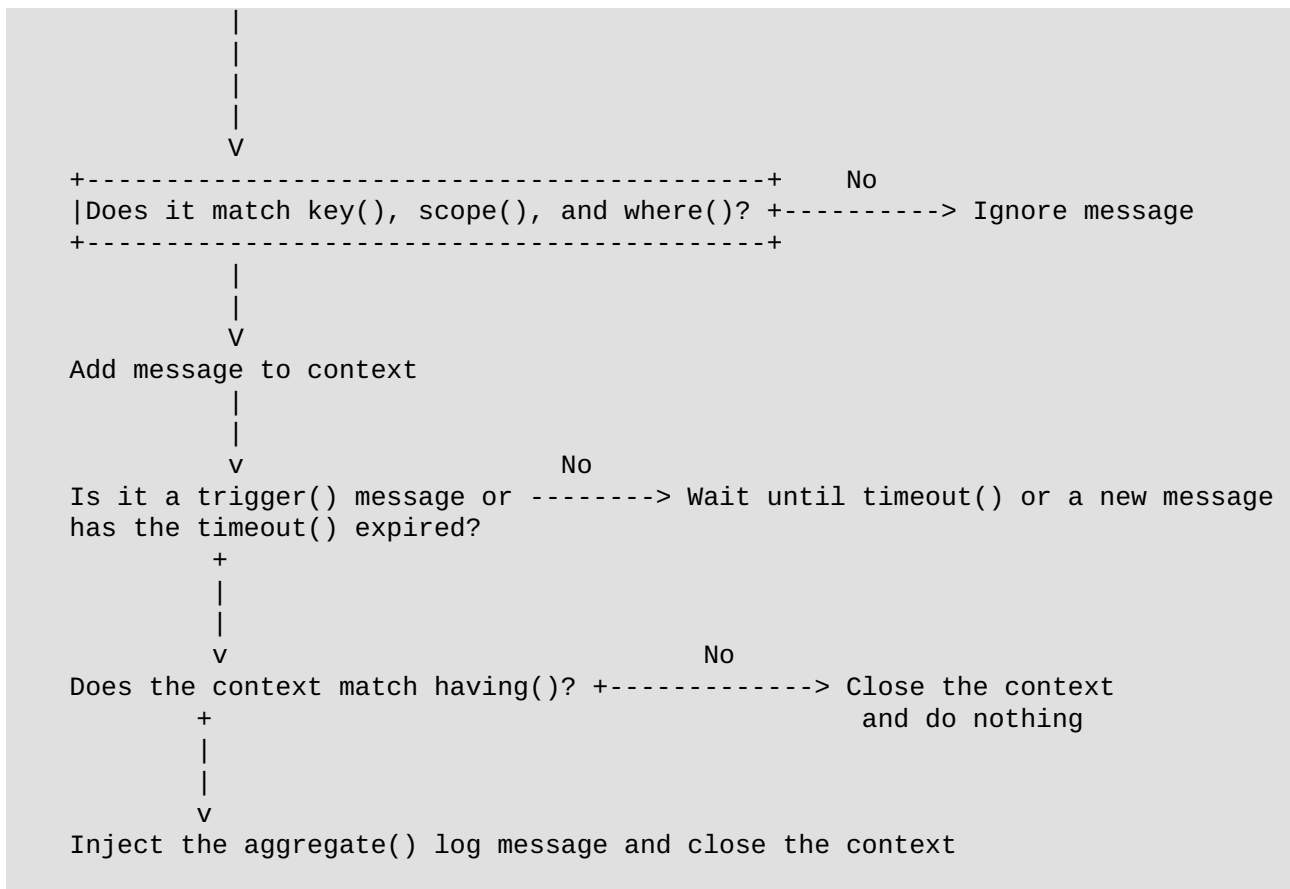 |
|
|
|
V
+-------------------------------------------+    No
|Does it match key(), scope(), and where()? +----------> Ignore message
+-------------------------------------------+
|
|
V
Add message to context
|
|
v                    No
Is it a trigger() message or --------> Wait until timeout() or a new message
has the timeout() expired?
+
|
|
v                              No
Does the context match having()? +-------------> Close the context
+                                         and do nothing
|
|
v
Inject the aggregate() log message and close the context